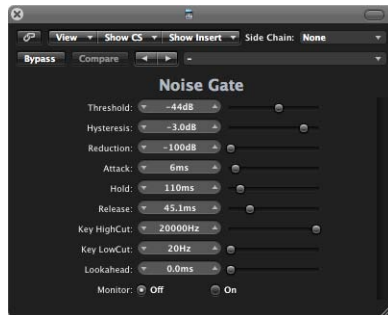 View Show CS Show Insert Side Chain: None
Bypass Compare -
Noise Gate
Threshold: -44dB
Hysteresis: -3.0dB
Reduction: -100dB
Attack: 6ms
Hold: 110ms
Release: 45.1ms
Key HighCut: 20000Hz
Key LowCut: 20Hz
Lookahead: 0.0ms
Monitor: Off On